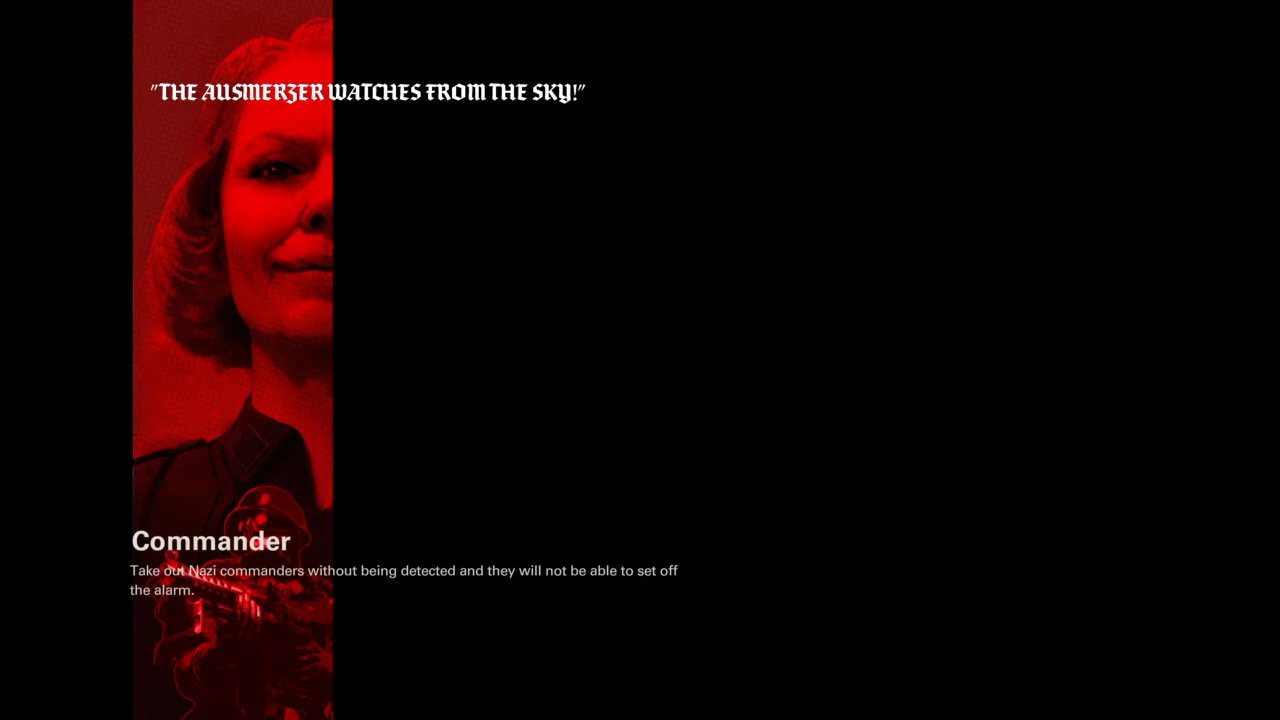 "THE AUSMERZER WATCHES FROM THE SKY!"
Commander
Take out Nazi commanders without being detected and they will not be able to set off
the alarm.